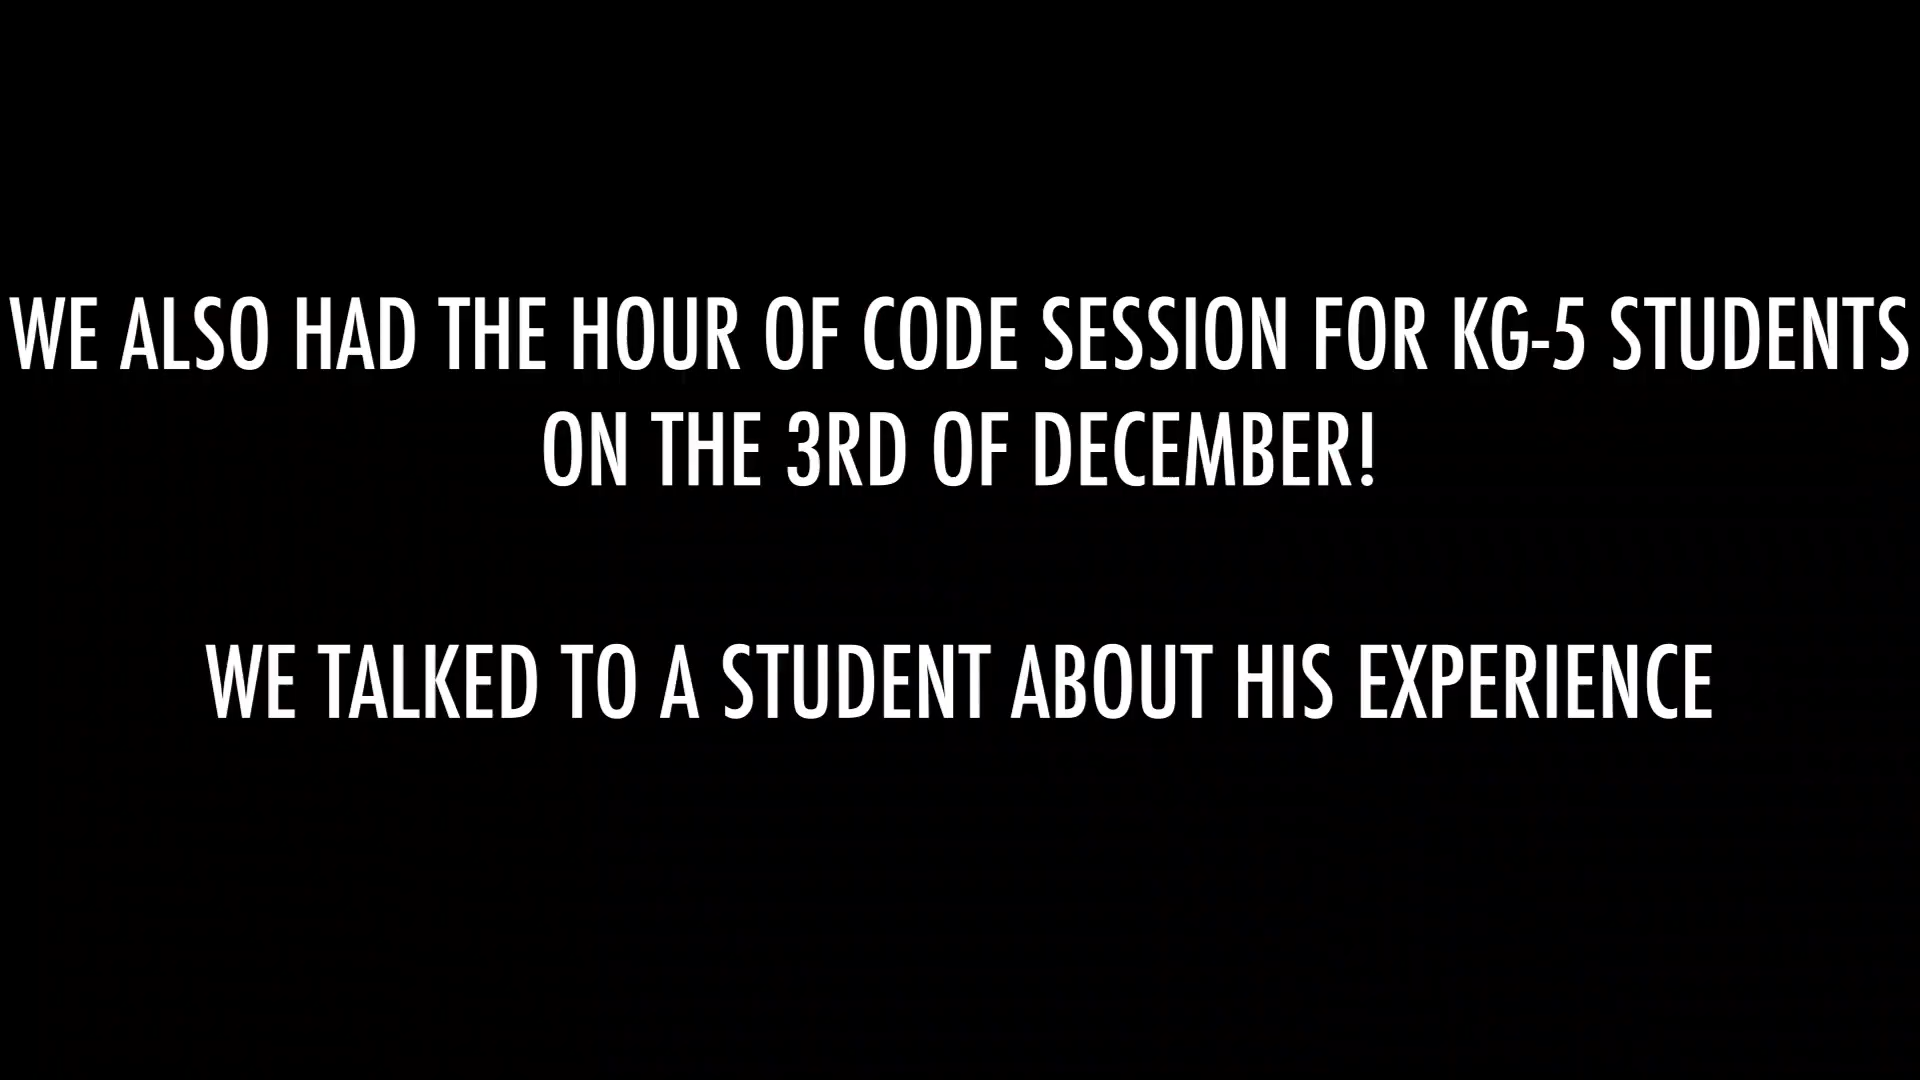 WE ALSO HAD THE HOUR OF CODE SESSION FOR KG-5 STUDENTS
ON THE 3RD OF DECEMBER!
WE TALKED TO A STUDENT ABOUT HIS EXPERIENCE